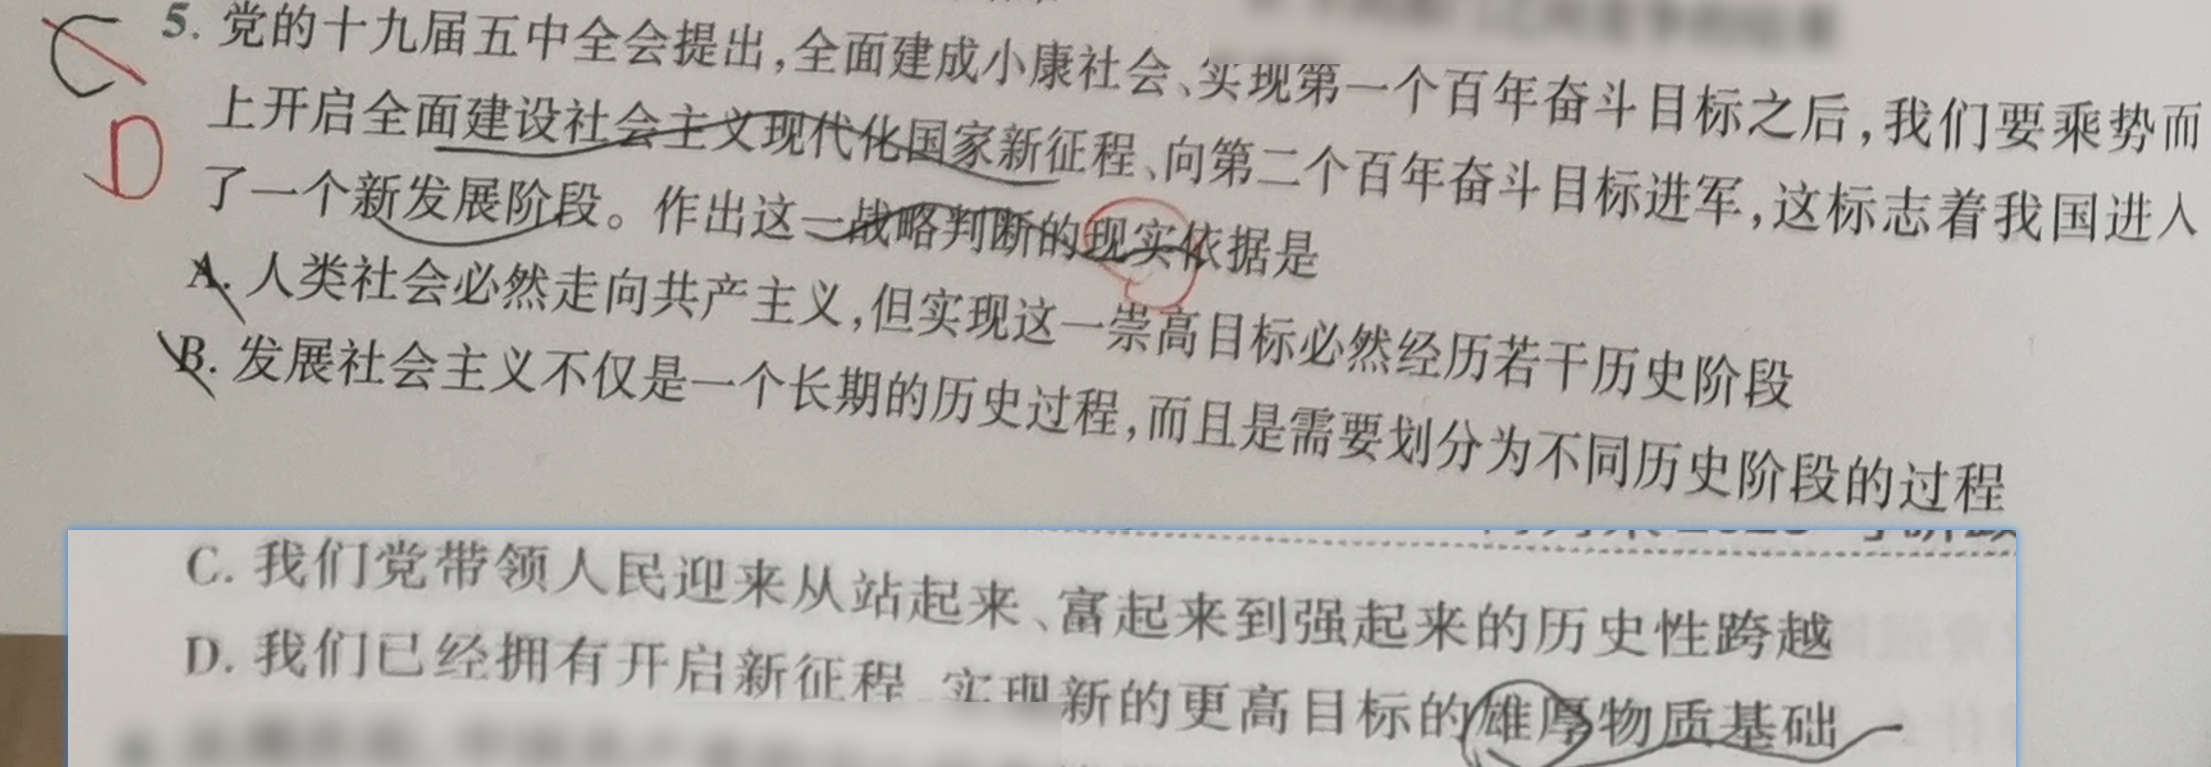 C
5. 党的十九届五中全会提出,全面建成小康社会、实现第一个百年奋斗目标之后,我们要乘势而
D
上开启全面建设社会主义现代化国家新征程、向第二个百年奋斗目标进军,这标志着我国进入
了一个新发展阶段。作出这一战略判断的现实依据是
A. 人类社会必然走向共产主义,但实现这一崇高目标必然经历若干历史阶段
B. 发展社会主义不仅是一个长期的历史过程,而且是需要划分为不同历史阶段的过程
C. 我们党带领人民迎来从站起来、富起来到强起来的历史性跨越
D. 我们已经拥有开启新征程 实现新的更高目标的雄厚物质基础